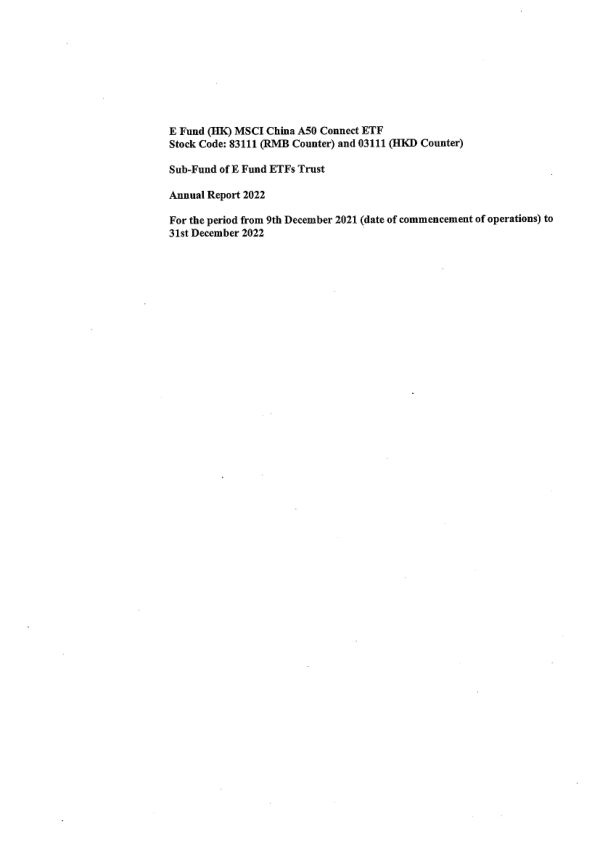 E Fund (HK) MSCI China A50 Connect ETF
Stock Code: 83111 (RMB Counter) and 03111 (HKD Counter)
Sub-Fund of E Fund ETFs Trust
Annual Report 2022
For the period from 9th December 2021 (date of commencement of operations) to
31st December 2022